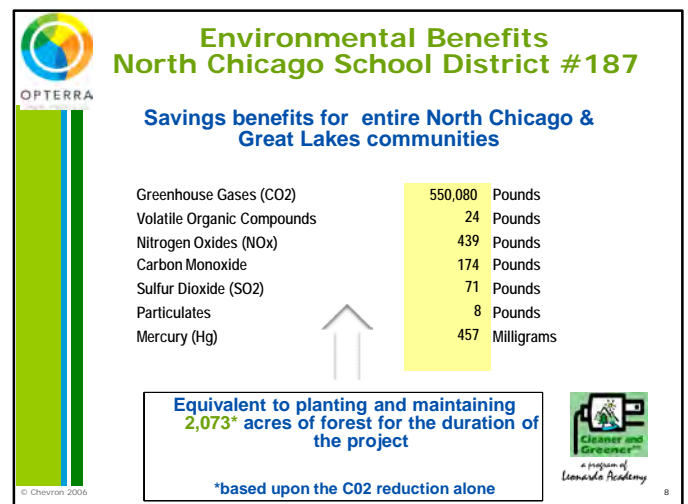 Environmental Benefits
North Chicago School District #187
OPTERRA
Savings benefits for entire North Chicago &
Great Lakes communities
Greenhouse Gases (CO2) 550,080 Pounds
Volatile Organic Compounds 24 Pounds
Nitrogen Oxides (NOx) 439 Pounds
Carbon Monoxide 174 Pounds
Sulfur Dioxide (SO2) 71 Pounds
Particulates 8 Pounds
Mercury (Hg) 457 Milligrams
Equivalent to planting and maintaining
2,073* acres of forest for the duration of
the project
*based upon the C02 reduction alone
Cleaner and
Greener℠
a program of
Leonardo Academy
© Chevron 2006
8